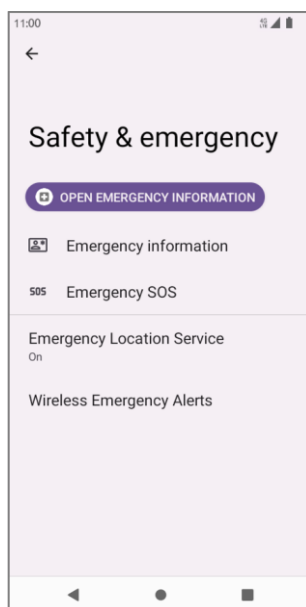 11:00
Safety & emergency
OPEN EMERGENCY INFORMATION
Emergency information
SOS Emergency SOS
Emergency Location Service
On
Wireless Emergency Alerts